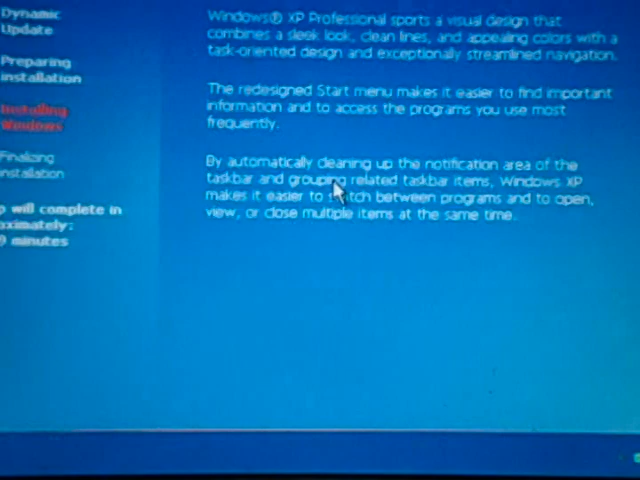 Dynamic
Update
Preparing
installation
Installing
Windows
Finalizing
installation
will complete in
minutes
Windows® XP Professional sports a visual design that
combines a sleek look, clean lines, and appealing colors with a
task-oriented design and exceptionally streamlined navigation.
The redesigned Start menu makes it easier to find important
information and to access the programs you use most
frequently.
By automatically cleaning up the notification area of the
taskbar and grouping related taskbar items, Windows XP
makes it easier to switch between programs and to open,
view, or close multiple items at the same time.